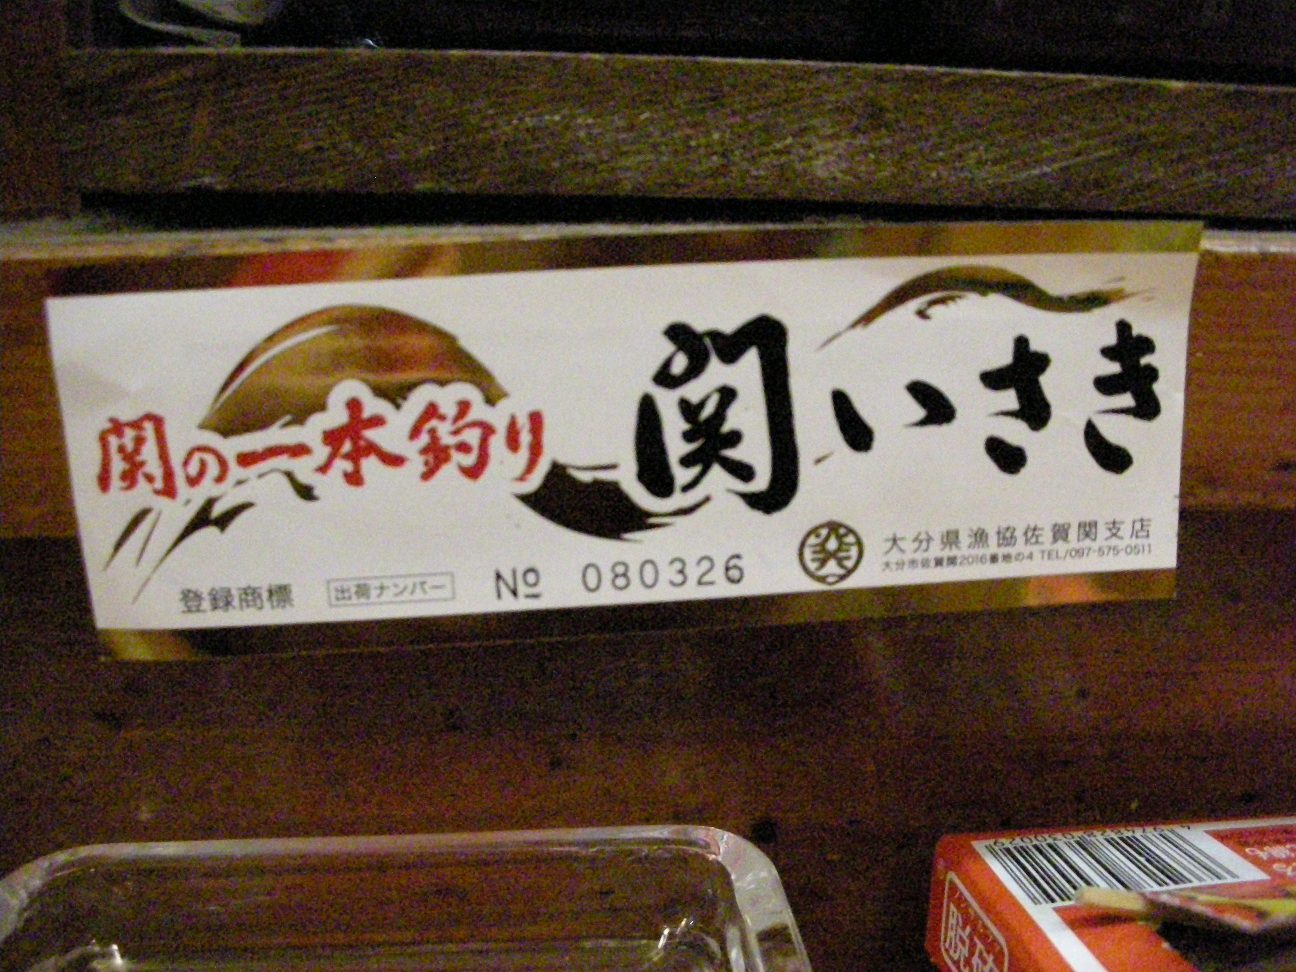 関の一本釣り
関いさき
登録商標
出荷ナンバー
№ 080326
大分県漁協佐賀関支店
大分市佐賀関2016番地の4 TEL/097-575-0511